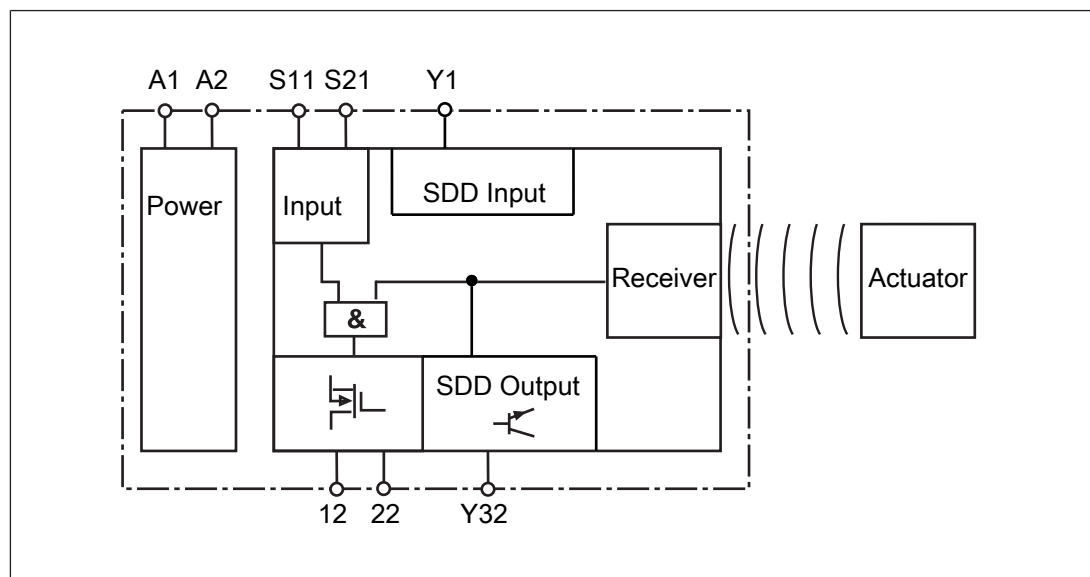 A1 A2 S11 S21 Y1
Power
Input
SDD Input
Receiver
Actuator
&
SDD Output
12 22 Y32